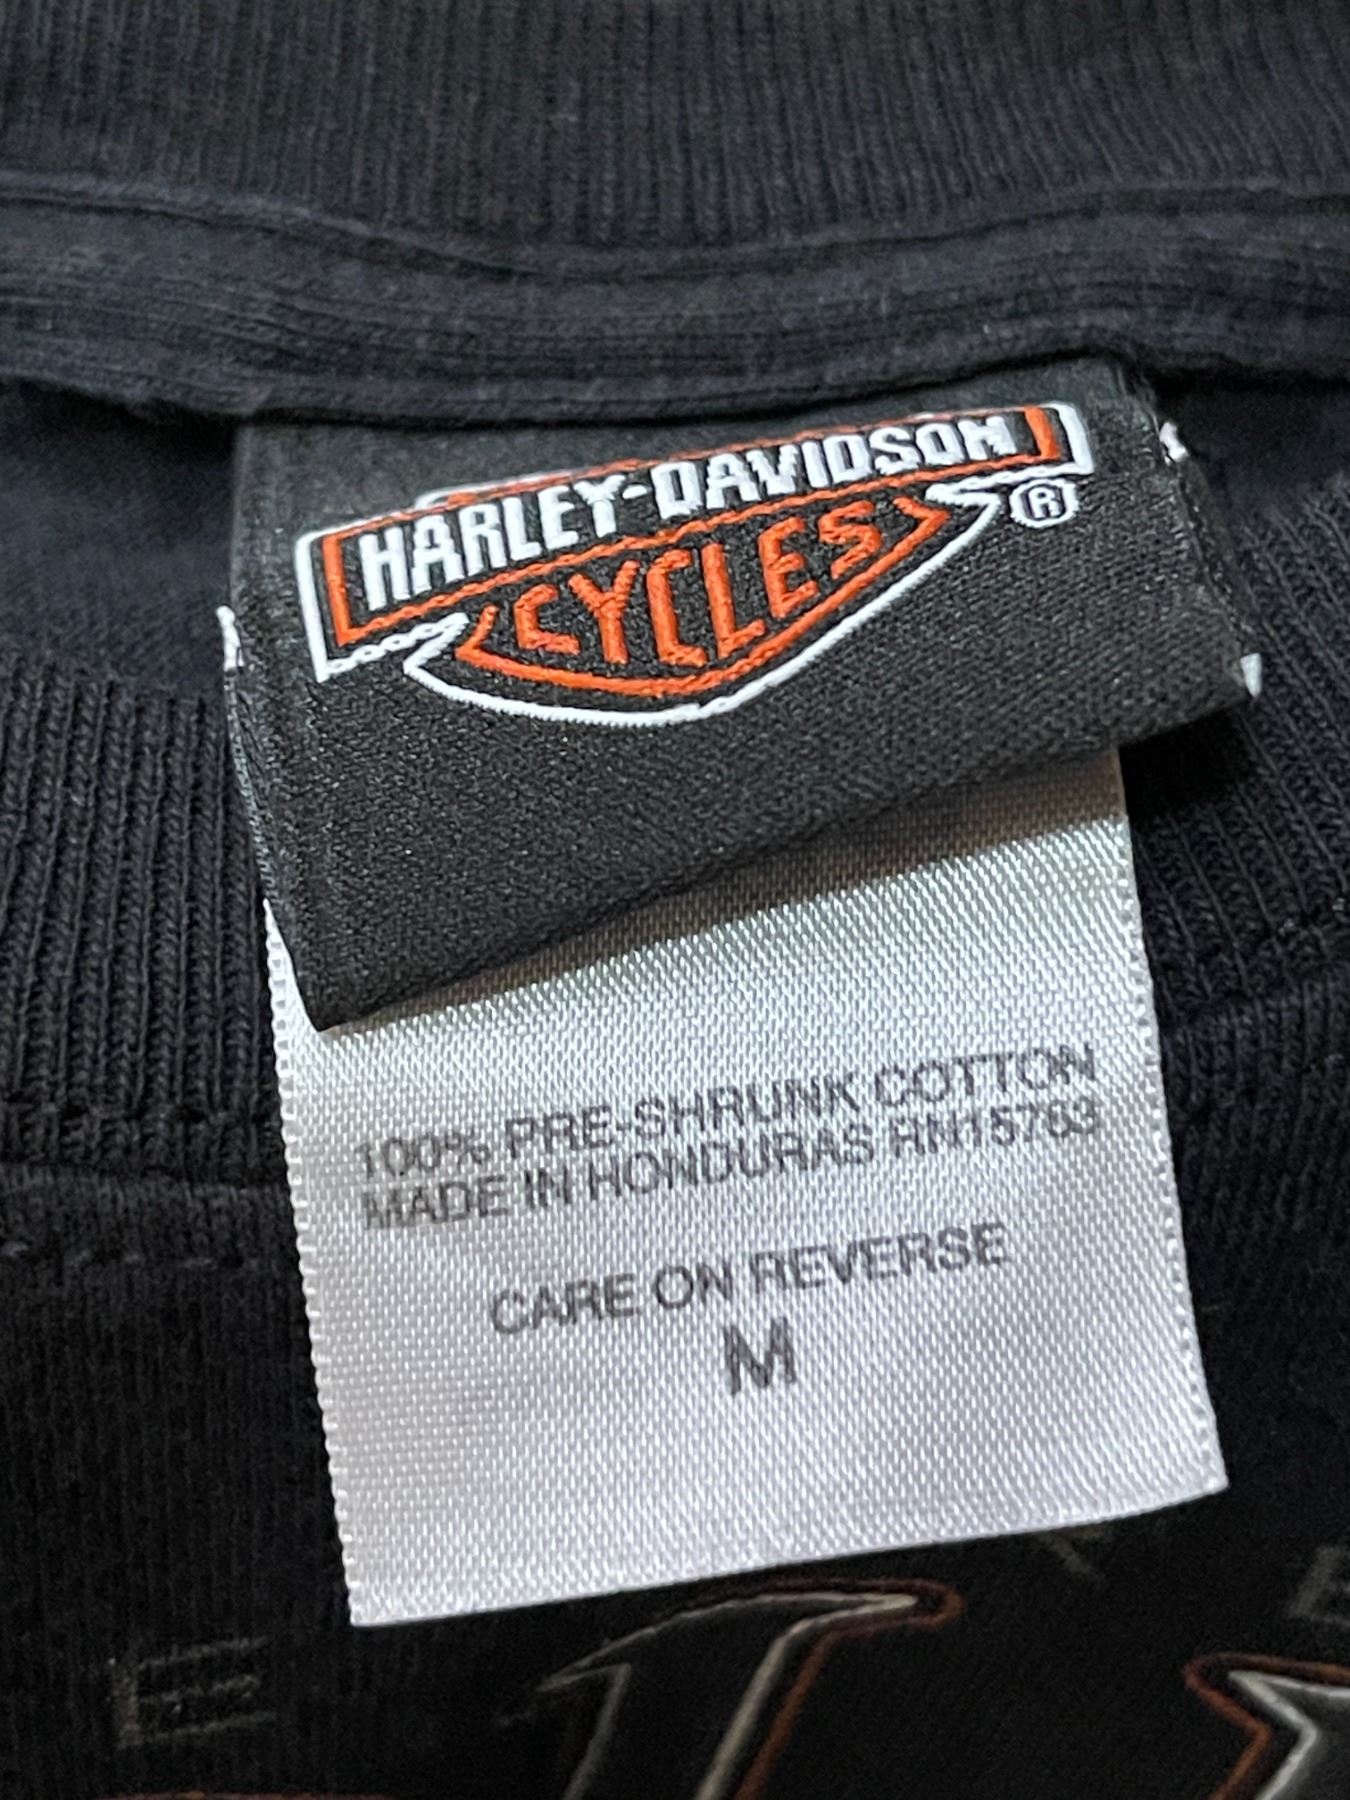 HARLEY-DAVIDSON
CYCLES
®
100% PRE-SHRUNK COTTON
MADE IN HONDURAS RN15763
CARE ON REVERSE
M